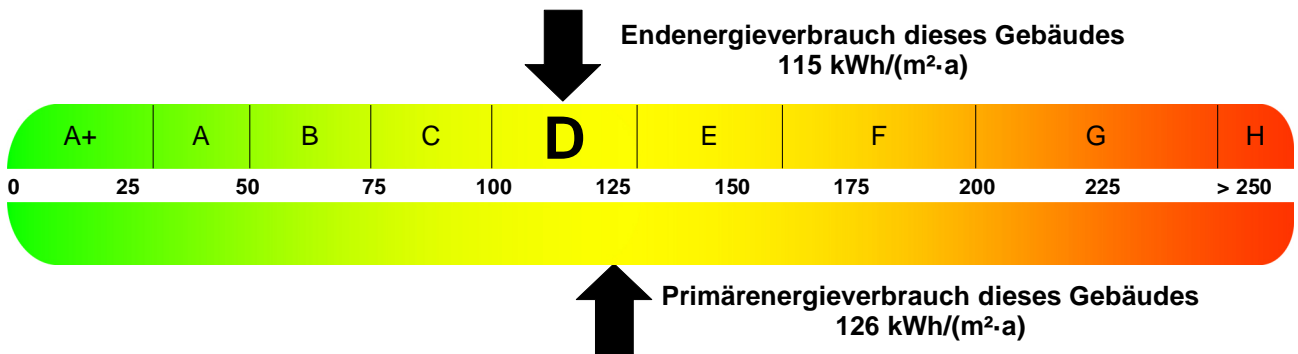 Endenergieverbrauch dieses Gebäudes
115 kWh/(m²·a)
A+ A B C D E F G H
0 25 50 75 100 125 150 175 200 225 > 250
Primärenergieverbrauch dieses Gebäudes
126 kWh/(m²·a)